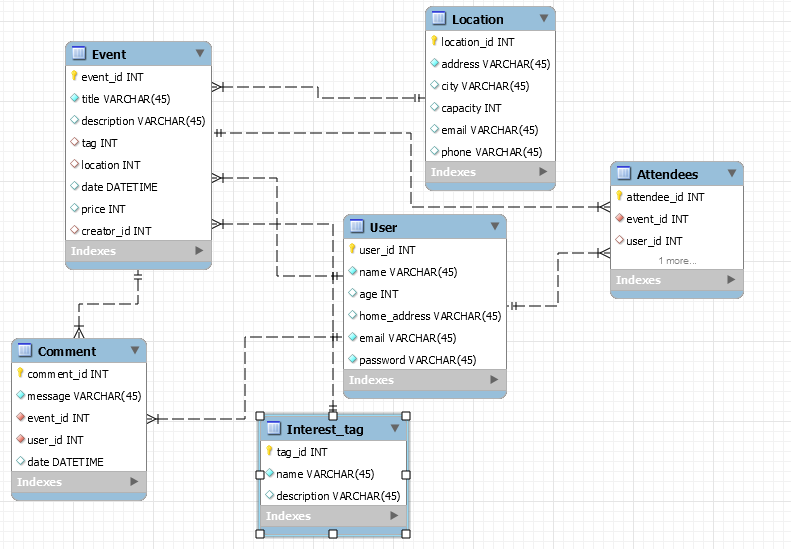 Event
event_id INT
title VARCHAR(45)
description VARCHAR(45)
tag INT
location INT
date DATETIME
price INT
creator_id INT
Indexes
Location
location_id INT
address VARCHAR(45)
city VARCHAR(45)
capacity INT
email VARCHAR(45)
phone VARCHAR(45)
Indexes
Attendees
attendee_id INT
event_id INT
user_id INT
1 more...
Indexes
User
user_id INT
name VARCHAR(45)
age INT
home_address VARCHAR(45)
email VARCHAR(45)
password VARCHAR(45)
Indexes
Comment
comment_id INT
message VARCHAR(45)
event_id INT
user_id INT
date DATETIME
Indexes
Interest_tag
tag_id INT
name VARCHAR(45)
description VARCHAR(45)
Indexes